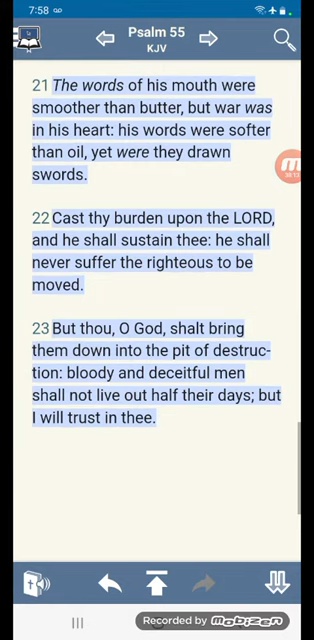 7:58
Psalm 55
KJV
21 The words of his mouth were
smoother than butter, but war was
in his heart: his words were softer
than oil, yet were they drawn
swords.
22 Cast thy burden upon the LORD,
and he shall sustain thee: he shall
never suffer the righteous to be
moved.
23 But thou, O God, shalt bring
them down into the pit of destruc-
tion: bloody and deceitful men
shall not live out half their days; but
I will trust in thee.
Recorded by mobizen